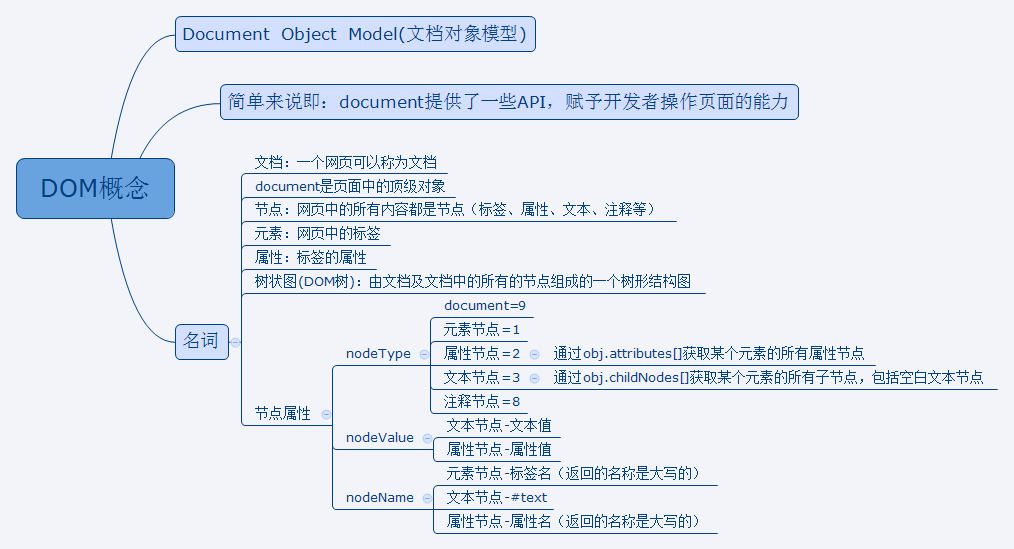 Document Object Model(文档对象模型)
简单来说即：document提供了一些API，赋予开发者操作页面的能力
DOM概念
文档：一个网页可以称为文档
document是页面中的顶级对象
节点：网页中的所有内容都是节点（标签、属性、文本、注释等）
元素：网页中的标签
属性：标签的属性
树状图(DOM树)：由文档及文档中的所有的节点组成的一个树形结构图
名词
节点属性
nodeType
document=9
元素节点=1
属性节点=2
通过obj.attributes[]获取某个元素的所有属性节点
文本节点=3
通过obj.childNodes[]获取某个元素的所有子节点，包括空白文本节点
注释节点=8
nodeValue
文本节点-文本值
属性节点-属性值
nodeName
元素节点-标签名（返回的名称是大写的）
文本节点-#text
属性节点-属性名（返回的名称是大写的）